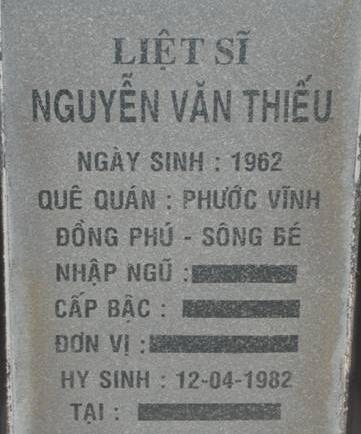 LIỆT SĨ
NGUYỄN VĂN THIẾU
NGÀY SINH : 1962
QUÊ QUÁN : PHƯỚC VĨNH
ĐỒNG PHÚ - SÔNG BÉ
NHẬP NGŨ :
CẤP BẬC :
ĐƠN VỊ :
HY SINH : 12-04-1982
TẠI :